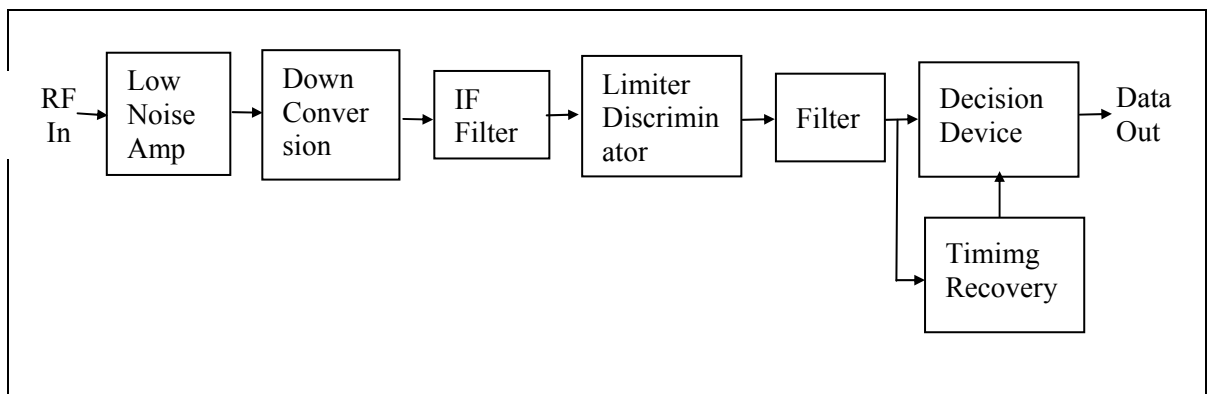 RF
In
Low
Noise
Amp
Down
Conver
sion
IF
Filter
Limiter
Discrimin
ator
Filter
Decision
Device
Data
Out
Timimg
Recovery